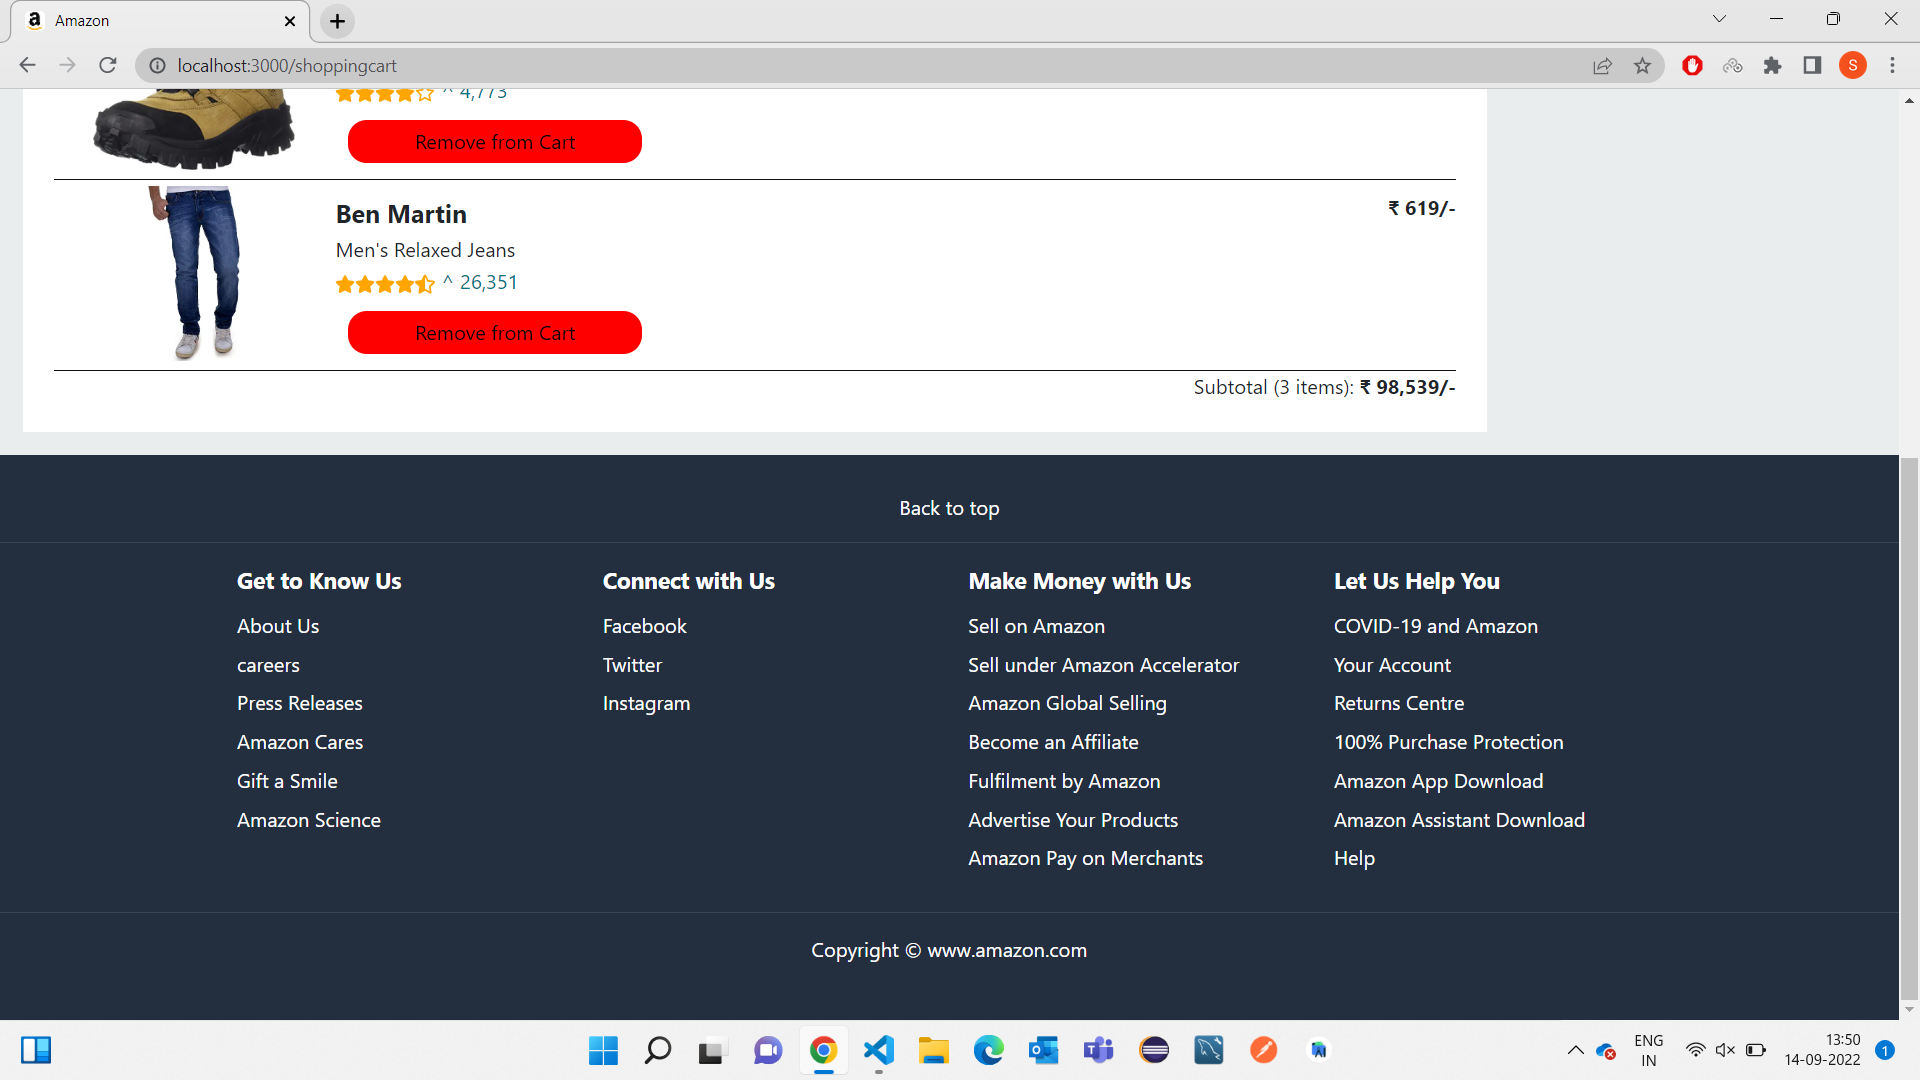 Amazon
localhost:3000/shoppingcart
S
^ 4,773
Remove from Cart
Ben Martin
₹ 619/-
Men's Relaxed Jeans
^ 26,351
Remove from Cart
Subtotal (3 items): ₹ 98,539/-
Back to top
Get to Know Us
About Us
careers
Press Releases
Amazon Cares
Gift a Smile
Amazon Science
Connect with Us
Facebook
Twitter
Instagram
Make Money with Us
Sell on Amazon
Sell under Amazon Accelerator
Amazon Global Selling
Become an Affiliate
Fulfilment by Amazon
Advertise Your Products
Amazon Pay on Merchants
Let Us Help You
COVID-19 and Amazon
Your Account
Returns Centre
100% Purchase Protection
Amazon App Download
Amazon Assistant Download
Help
Copyright © www.amazon.com
ENG
IN
13:50
14-09-2022
1